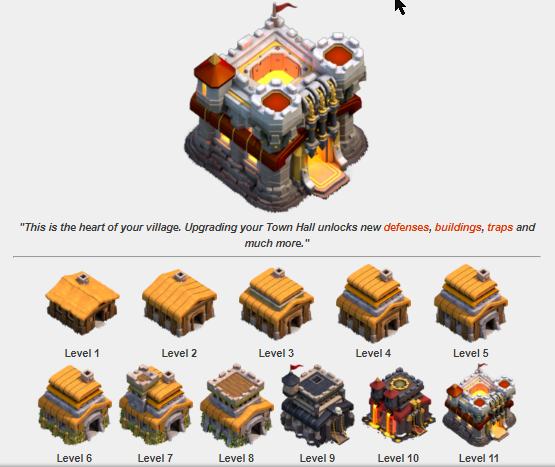 "This is the heart of your village. Upgrading your Town Hall unlocks new defenses, buildings, traps and
much more."
Level 1 Level 2 Level 3 Level 4 Level 5
Level 6 Level 7 Level 8 Level 9 Level 10 Level 11